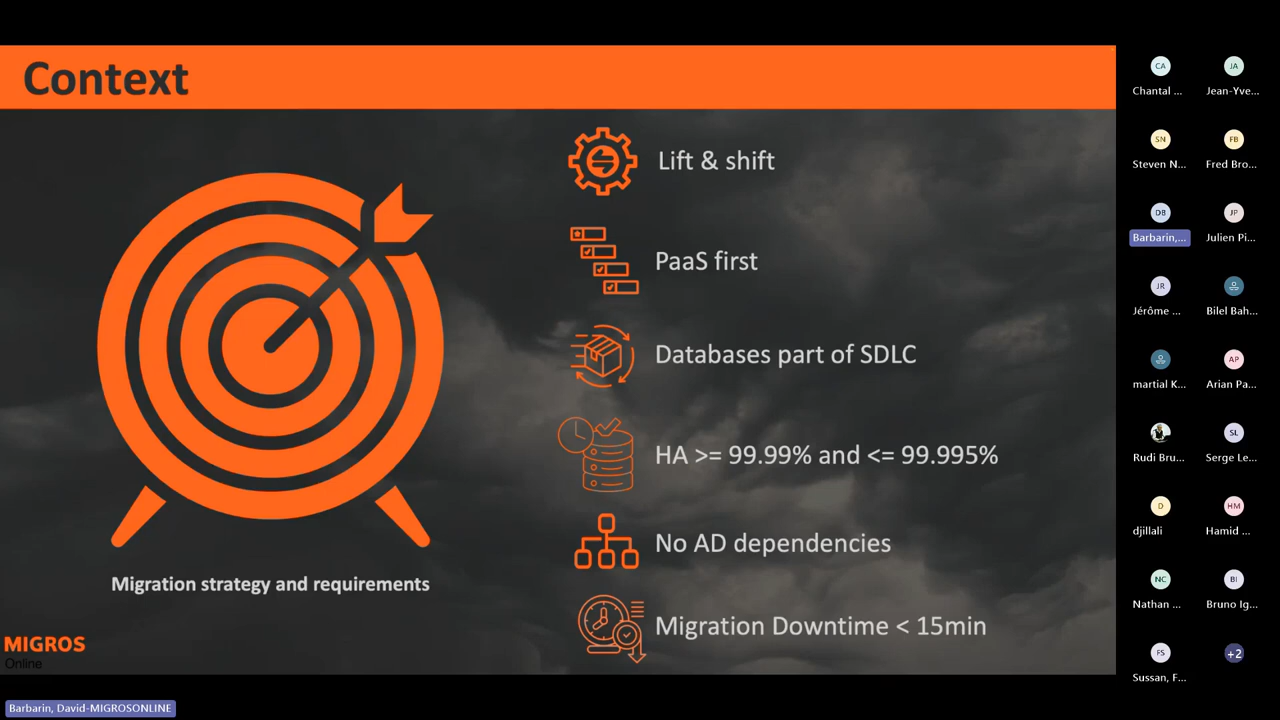 Context
Lift & shift
PaaS first
Databases part of SDLC
HA >= 99.99% and <= 99.995%
No AD dependencies
Migration Downtime < 15min
Migration strategy and requirements
MIGROS
Online
Barbarin, David-MIGROSONLINE
CA
Chantal ...
JA
Jean-Yve...
SN
Steven N...
FB
Fred Bro...
DB
Barbarin,...
JP
Julien Pi...
JR
Jérôme ...
Bilel Bah...
martial K...
AP
Arian Pa...
Rudi Bru...
SL
Serge Le...
D
djillali
HM
Hamid ...
NC
Nathan ...
BI
Bruno Ig...
FS
Sussan, F...
+2